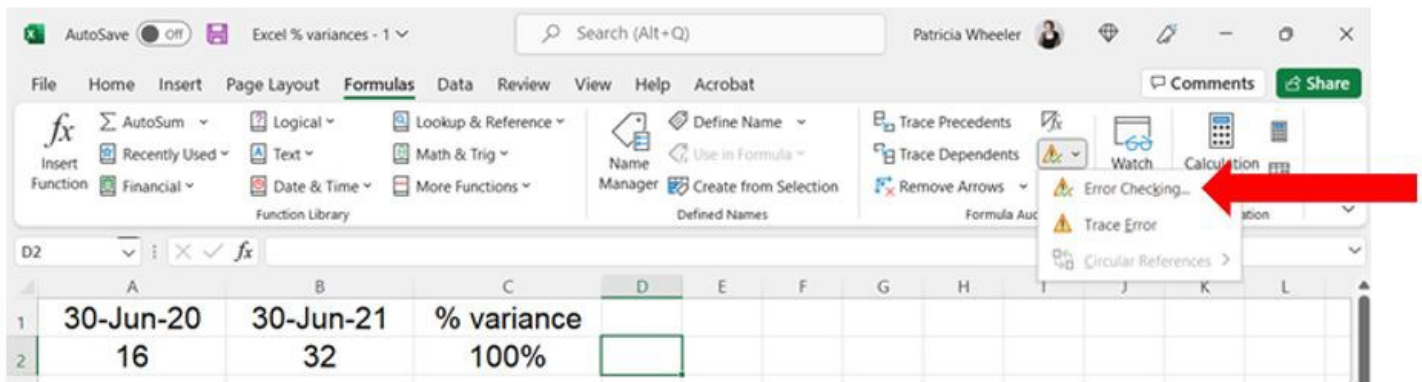 AutoSave Off Excel % variances - 1 Search (Alt+Q) Patricia Wheeler
File Home Insert Page Layout Formulas Data Review View Help Acrobat Comments Share
fx Σ AutoSum Logical Lookup & Reference Define Name Trace Precedents fx
Insert Recently Used Text Math & Trig Name Use in Formula Trace Dependents Watch Calculation
Function Financial Date & Time More Functions Manager Create from Selection Remove Arrows Error Checking...
Function Library Defined Names Formula Auc
Trace Error
Circular References >
D2 fx
A B C D E F G H I J K L
1 30-Jun-20 30-Jun-21 % variance
2 16 32 100%